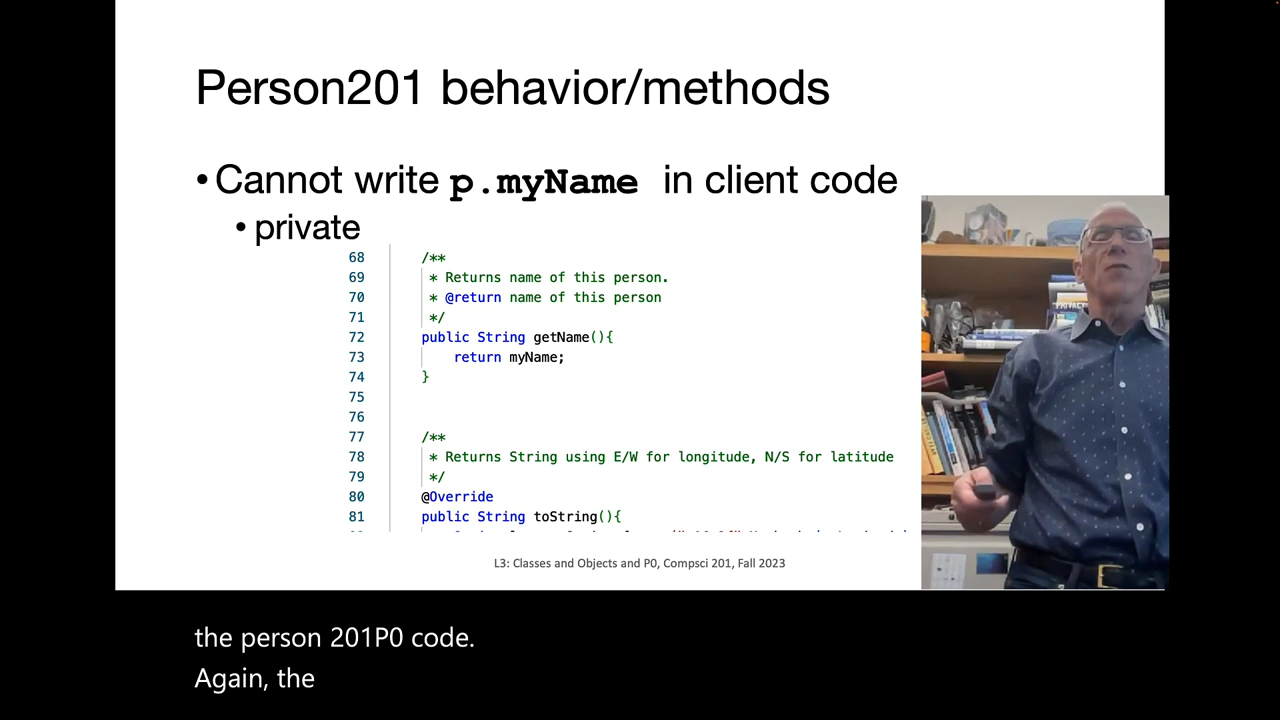 Person201 behavior/methods
• Cannot write p.myName in client code
• private
68 /**
69 * Returns name of this person.
70 * @return name of this person
71 */
72 public String getName(){
73 return myName;
74 }
75
76
77 /**
78 * Returns String using E/W for longitude, N/S for latitude
79 */
80 @Override
81 public String toString(){
L3: Classes and Objects and P0, Compsci 201, Fall 2023
the person 201P0 code.
Again, the